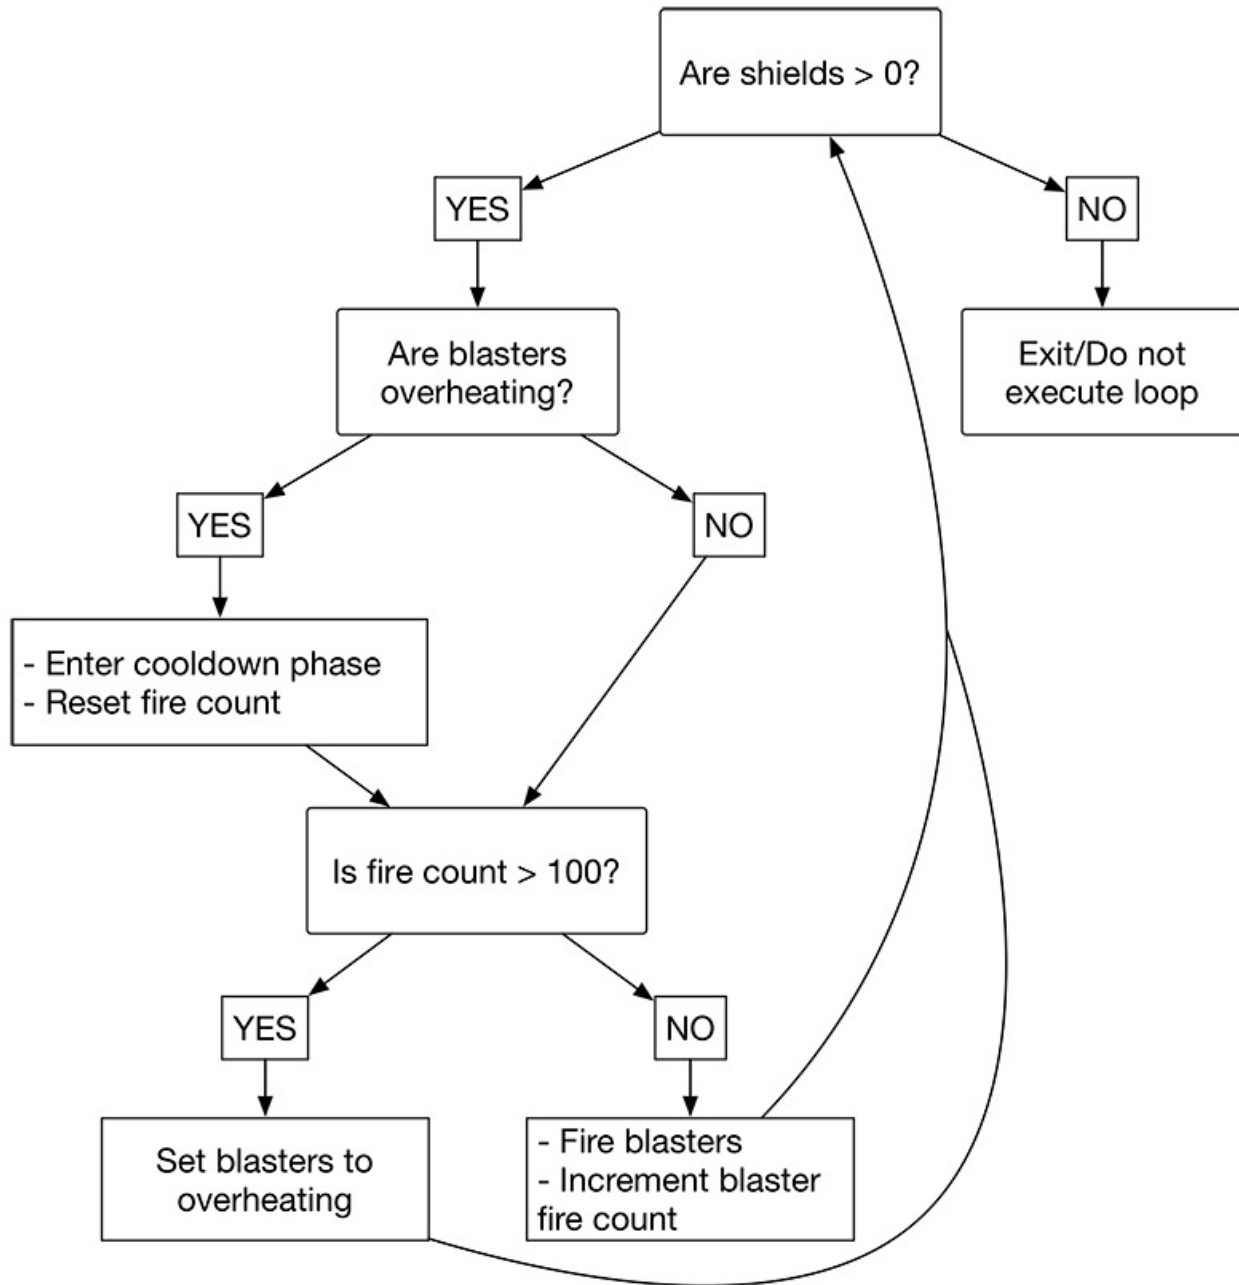 Are shields > 0?
YES
NO
Are blasters
overheating?
Exit/Do not
execute loop
YES
NO
- Enter cooldown phase
- Reset fire count
Is fire count > 100?
YES
NO
Set blasters to
overheating
- Fire blasters
- Increment blaster
fire count